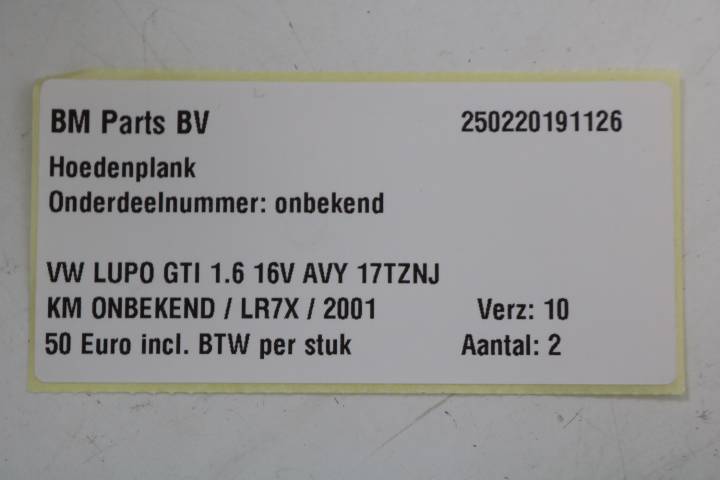 BM Parts BV 250220191126
Hoedenplank
Onderdeelnummer: onbekend
VW LUPO GTI 1.6 16V AVY 17TZNJ
KM ONBEKEND / LR7X / 2001 Verz: 10
50 Euro incl. BTW per stuk Aantal: 2